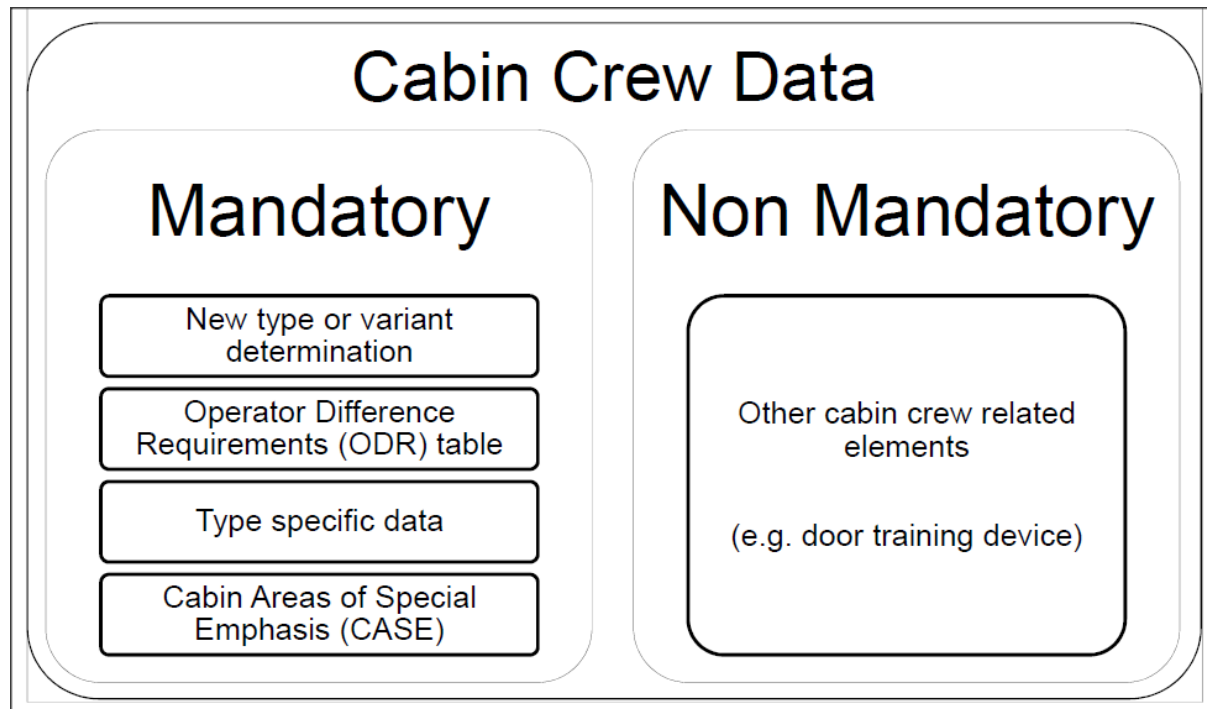 Cabin Crew Data
Mandatory
New type or variant
determination
Operator Difference
Requirements (ODR) table
Type specific data
Cabin Areas of Special
Emphasis (CASE)
Non Mandatory
Other cabin crew related
elements
(e.g. door training device)